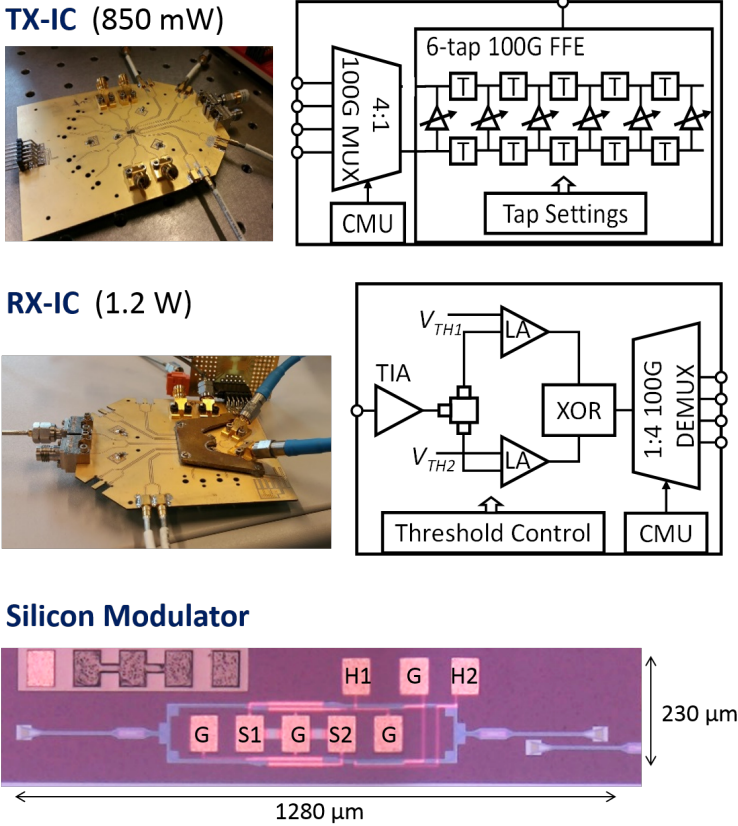 TX-IC (850 mW)
6-tap 100G FFE
4:1
100G MUX
T T T T T
T T T T T
CMU
Tap Settings
RX-IC (1.2 W)
VTH1
LA
TIA
XOR
1:4 100G
DEMUX
VTH2
LA
Threshold Control
CMU
Silicon Modulator
H1 G H2
G S1 G S2 G
230 µm
1280 µm